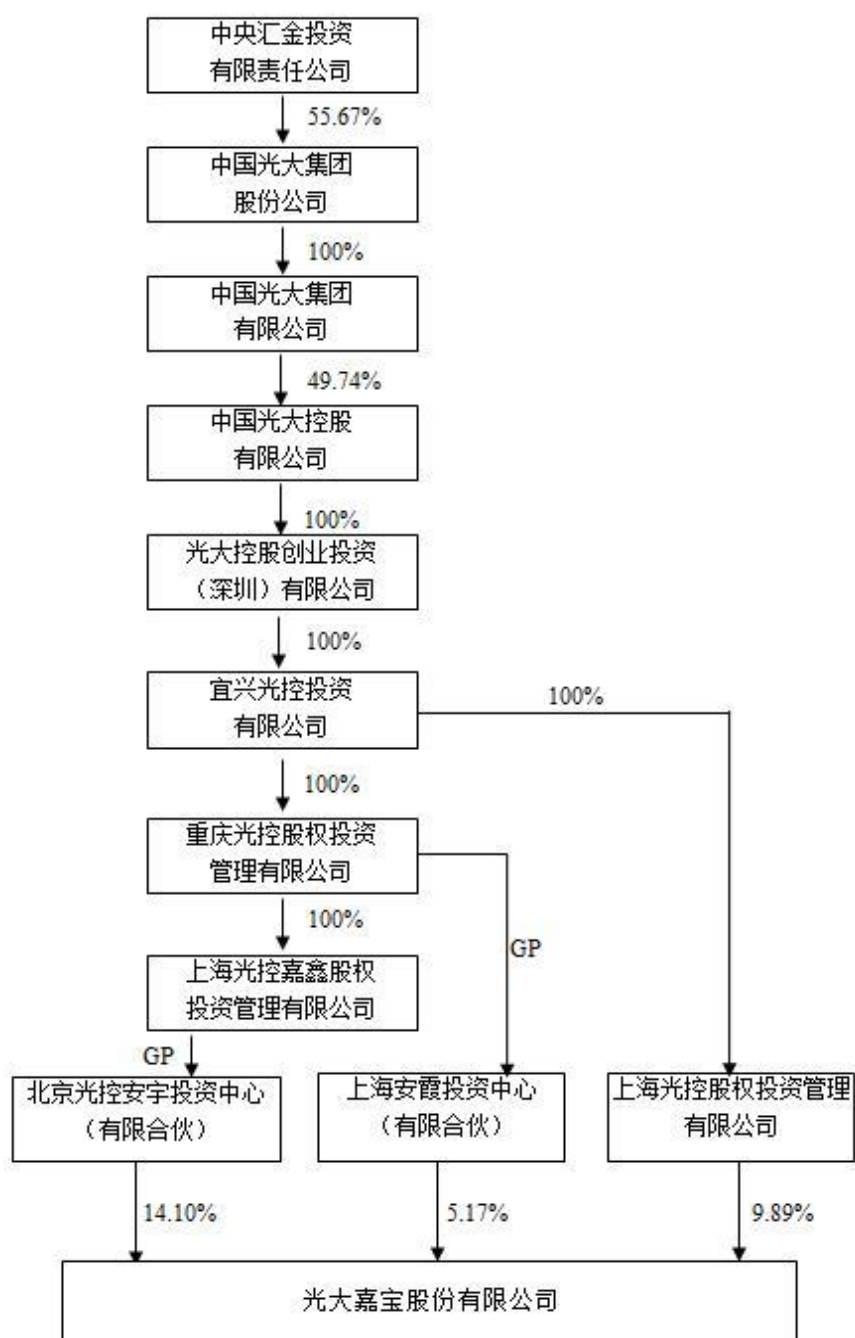 中央汇金投资
有限责任公司
55.67%
中国光大集团
股份公司
100%
中国光大集团
有限公司
49.74%
中国光大控股
有限公司
100%
光大控股创业投资
（深圳）有限公司
100%
宜兴光控投资
有限公司
100%
100%
重庆光控股权投资
管理有限公司
100%
GP
上海光控嘉鑫股权
投资管理有限公司
GP
北京光控安宇投资中心
（有限合伙）
上海安霞投资中心
（有限合伙）
上海光控股权投资管理
有限公司
14.10%
5.17%
9.89%
光大嘉宝股份有限公司